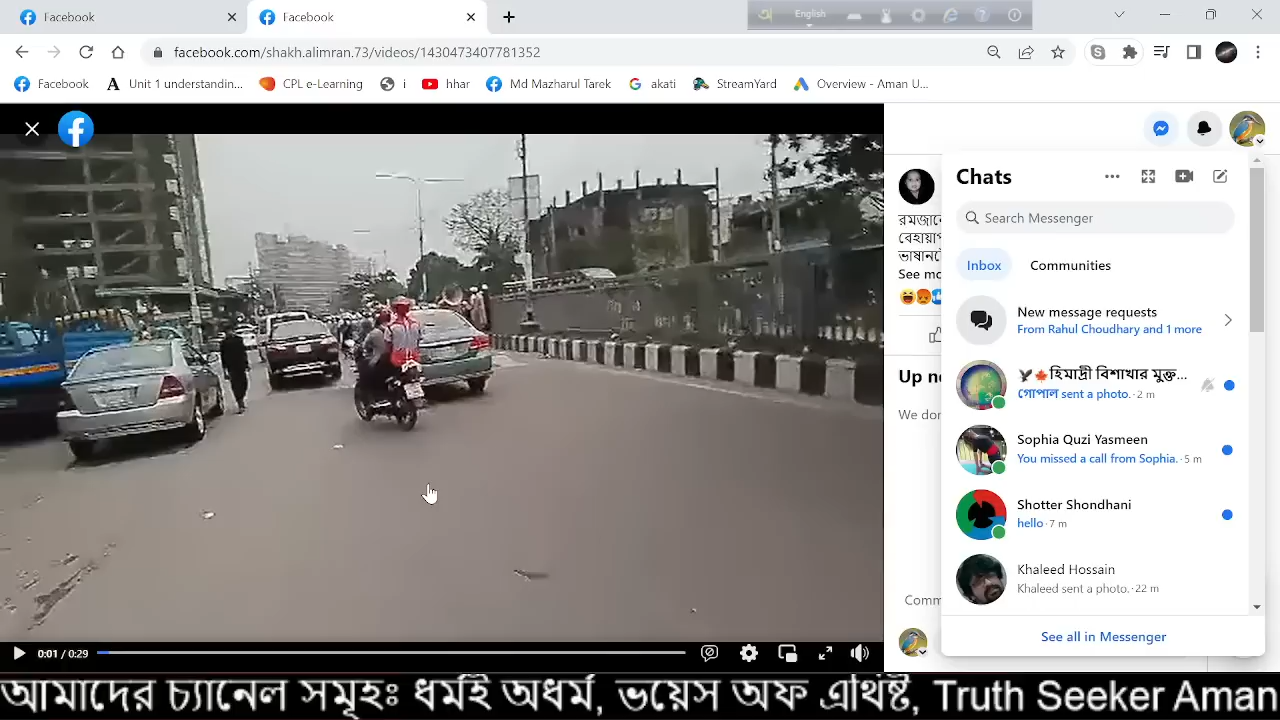 Facebook
Facebook
English
facebook.com/shakh.alimran.73/videos/1430473407781352
Facebook
Unit 1 understandin...
CPL e-Learning
i
hhar
Md Mazharul Tarek
akati
StreamYard
Overview - Aman U...
Chats
Search Messenger
Inbox
Communities
New message requests
From Rahul Choudhary and 1 more
হিমাদ্রী বিশাখার মুক্ত...
গোপাল sent a photo. · 2 m
Sophia Quzi Yasmeen
You missed a call from Sophia. · 5 m
Shotter Shondhani
hello · 7 m
Khaleed Hossain
Khaleed sent a photo. · 22 m
See all in Messenger
See mo
Up ne
We don
Comm
0:01 / 0:29
আমাদের চ্যানেল সমূহঃ ধর্মই অধর্ম, ভয়েস অফ এথিষ্ট, Truth Seeker Aman